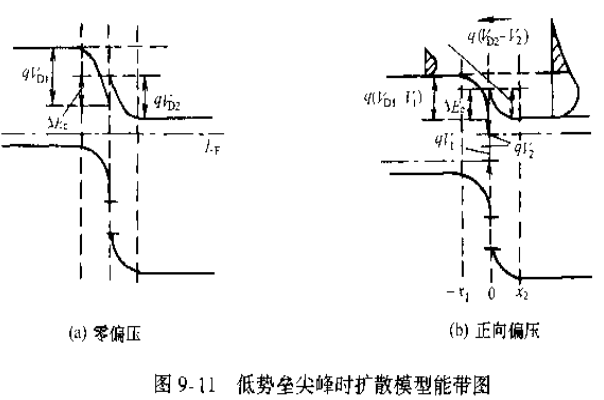 qV_D1
ΔE_c
qV_D2
E_F
(a) 零偏压
q(V_D2-V_2)
q(V_D1-V_1)
ΔE_c
qV_1
qV_2
-x_1 0 x_2
(b) 正向偏压
图 9-11 低势垒尖峰时扩散模型能带图